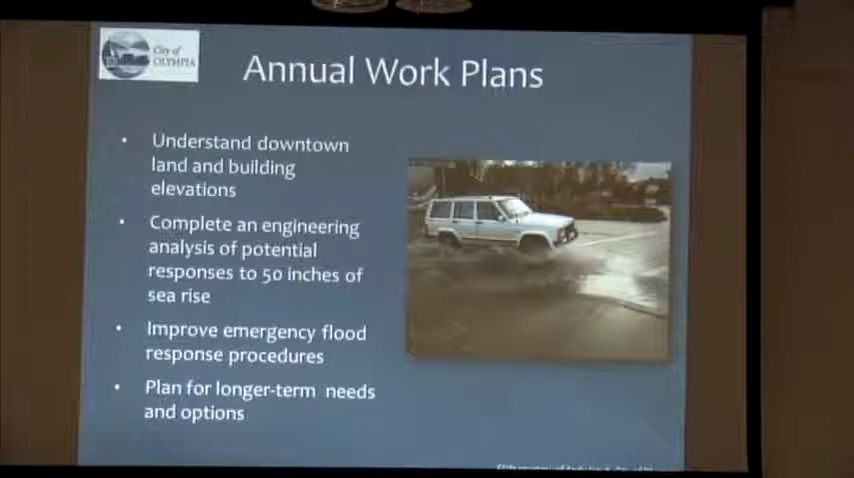 City of
OLYMPIA
Annual Work Plans
• Understand downtown
land and building
elevations
• Complete an engineering
analysis of potential
responses to 50 inches of
sea rise
• Improve emergency flood
response procedures
• Plan for longer-term needs
and options